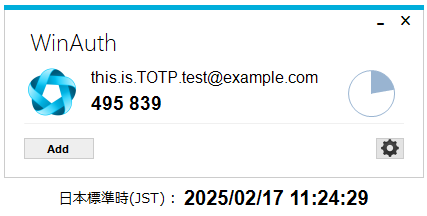 WinAuth
this.is.TOTP.test@example.com
495 839
Add
日本標準時(JST)： 2025/02/17 11:24:29